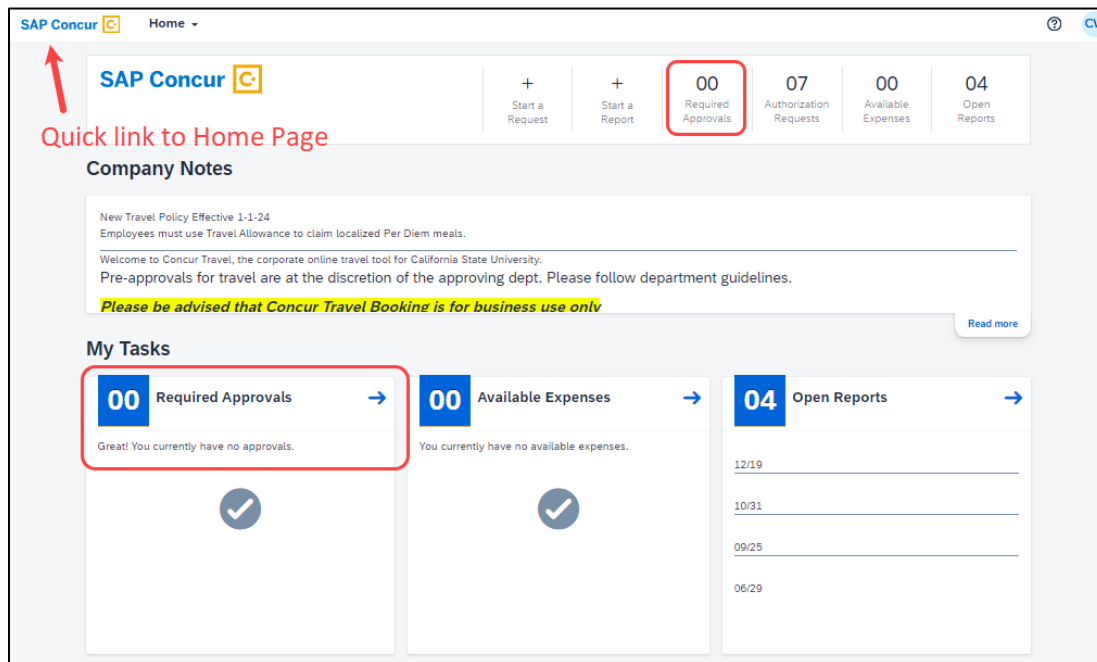 SAP Concur C. Home
CW
SAP Concur C.
+ + 00 07 00 04
Start a Request
Start a Report
Required Approvals
Authorization Requests
Available Expenses
Open Reports
Quick link to Home Page
Company Notes
New Travel Policy Effective 1-1-24
Employees must use Travel Allowance to claim localized Per Diem meals.
Welcome to Concur Travel, the corporate online travel tool for California State University.
Pre-approvals for travel are at the discretion of the approving dept. Please follow department guidelines.
Please be advised that Concur Travel Booking is for business use only
Read more
My Tasks
00 Required Approvals
Great! You currently have no approvals.
00 Available Expenses
You currently have no available expenses.
04 Open Reports
12/19
10/31
09/25
06/29